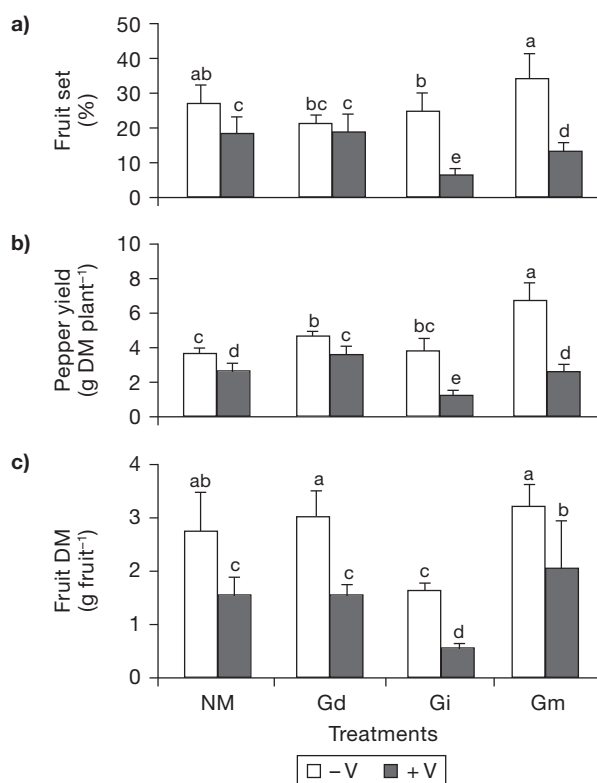 a)
Fruit set
(%)
50
40
30
20
10
0
ab
c
bc
c
b
e
a
d
b)
Pepper yield
(g DM plant⁻¹)
10
8
6
4
2
0
c
d
b
c
bc
e
a
d
c)
Fruit DM
(g fruit⁻¹)
4
3
2
1
0
ab
c
a
c
c
d
a
b
NM Gd Gi Gm
Treatments
– V + V